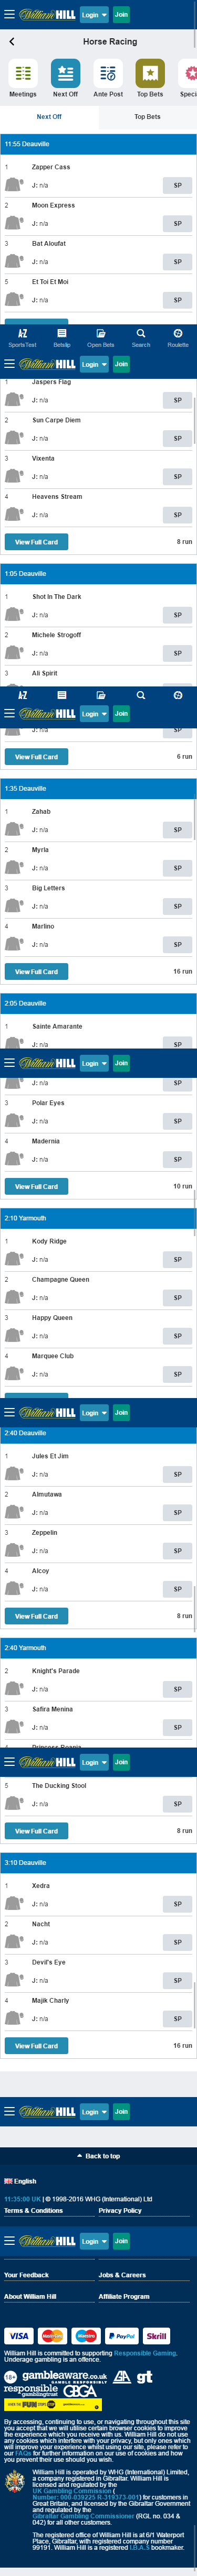 William HILL Login Join
Horse Racing
Meetings Next Off Ante Post Top Bets Speci
Next Off Top Bets
11:55 Deauville
1 Zapper Cass
J: n/a SP
2 Moon Express
J: n/a SP
3 Bat Aloufat
J: n/a SP
5 Et Toi Et Moi
J: n/a SP
SportsTest Betslip Open Bets Search Roulette
William HILL Login Join
1 Jaspers Flag
J: n/a SP
2 Sun Carpe Diem
J: n/a SP
3 Vixenta
J: n/a SP
4 Heavens Stream
J: n/a SP
View Full Card 8 run
1:05 Deauville
1 Shot In The Dark
J: n/a SP
2 Michele Strogoff
J: n/a SP
3 Ali Spirit
William HILL Login Join
J: n/a SP
View Full Card 6 run
1:35 Deauville
1 Zahab
J: n/a SP
2 Myrla
J: n/a SP
3 Big Letters
J: n/a SP
4 Marlino
J: n/a SP
View Full Card 16 run
2:05 Deauville
1 Sainte Amarante
J: n/a SP
William HILL Login Join
J: n/a SP
3 Polar Eyes
J: n/a SP
4 Madernia
J: n/a SP
View Full Card 10 run
2:10 Yarmouth
1 Kody Ridge
J: n/a SP
2 Champagne Queen
J: n/a SP
3 Happy Queen
J: n/a SP
4 Marquee Club
J: n/a SP
William HILL Login Join
2:40 Deauville
1 Jules Et Jim
J: n/a SP
2 Almutawa
J: n/a SP
3 Zeppelin
J: n/a SP
4 Alcoy
J: n/a SP
View Full Card 8 run
2:40 Yarmouth
2 Knight's Parade
J: n/a SP
3 Safira Menina
J: n/a SP
William HILL Login Join
5 The Ducking Stool
J: n/a SP
View Full Card 8 run
3:10 Deauville
1 Xedra
J: n/a SP
2 Nacht
J: n/a SP
3 Devil's Eye
J: n/a SP
4 Majik Charly
J: n/a SP
View Full Card 16 run
William HILL Login Join
Back to top
English
11:35:00 UK | © 1998-2016 WHG (International) Ltd
Terms & Conditions Privacy Policy
William HILL Login Join
Your Feedback Jobs & Careers
About William Hill Affiliate Program
VISA MasterCard Maestro PayPal Skrill
William Hill is committed to supporting Responsible Gaming.
Underage gambling is an offence.
18+ gambleaware.co.uk gt
responsible gambling GBGA
By accessing, continuing to use, or navigating throughout this site
you accept that we will utilise certain browser cookies to improve
the experience which you receive with us. William Hill do not use
any cookies which interfere with your privacy, but only ones which
will improve your experience whilst using our site, please refer to
our FAQs for further information on our use of cookies and how
you prevent their use should you wish.
William Hill is operated by WHG (International) Limited,
a company registered in Gibraltar. William Hill is
licensed and regulated by the
UK Gambling Commission (
Number: 000-039225-R-319373-001) for customers in
Great Britain, and licensed by the Gibraltar Government
and regulated by the
Gibraltar Gambling Commissioner (RGL no. 034 &
042) for all other customers.
The registered office of William Hill is at 6/1 Waterport
Place, Gibraltar, with registered company number
99191. William Hill is a registered I.B.A.S bookmaker.